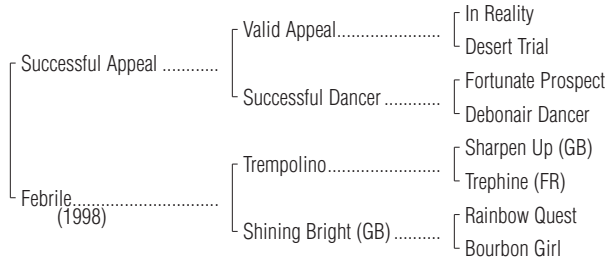 In Reality
Valid Appeal..................
Desert Trial
Successful Appeal ............
Fortunate Prospect
Successful Dancer ............
Debonair Dancer
Sharpen Up (GB)
Trempolino.........................
Trephine (FR)
Febrile................................
(1998)
Rainbow Quest
Shining Bright (GB) ..........
Bourbon Girl